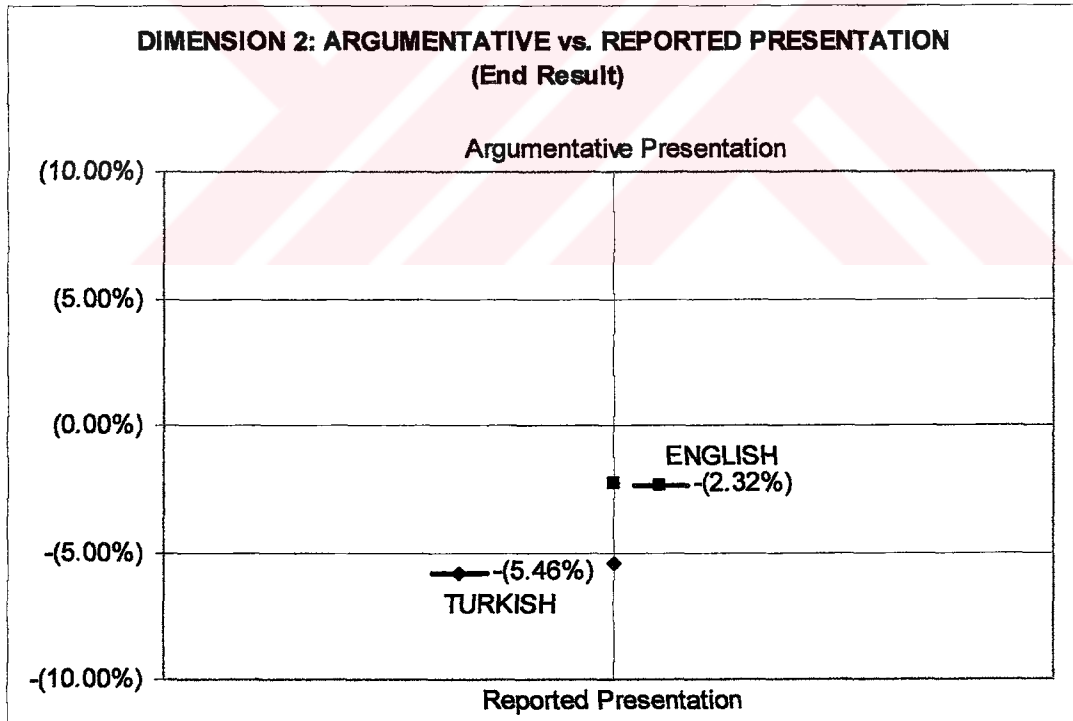 DIMENSION 2: ARGUMENTATIVE vs. REPORTED PRESENTATION
(End Result)
Argumentative Presentation
(10.00%)
(5.00%)
(0.00%)
ENGLISH
-(2.32%)
-(5.00%)
-(5.46%)
TURKISH
-(10.00%)
Reported Presentation